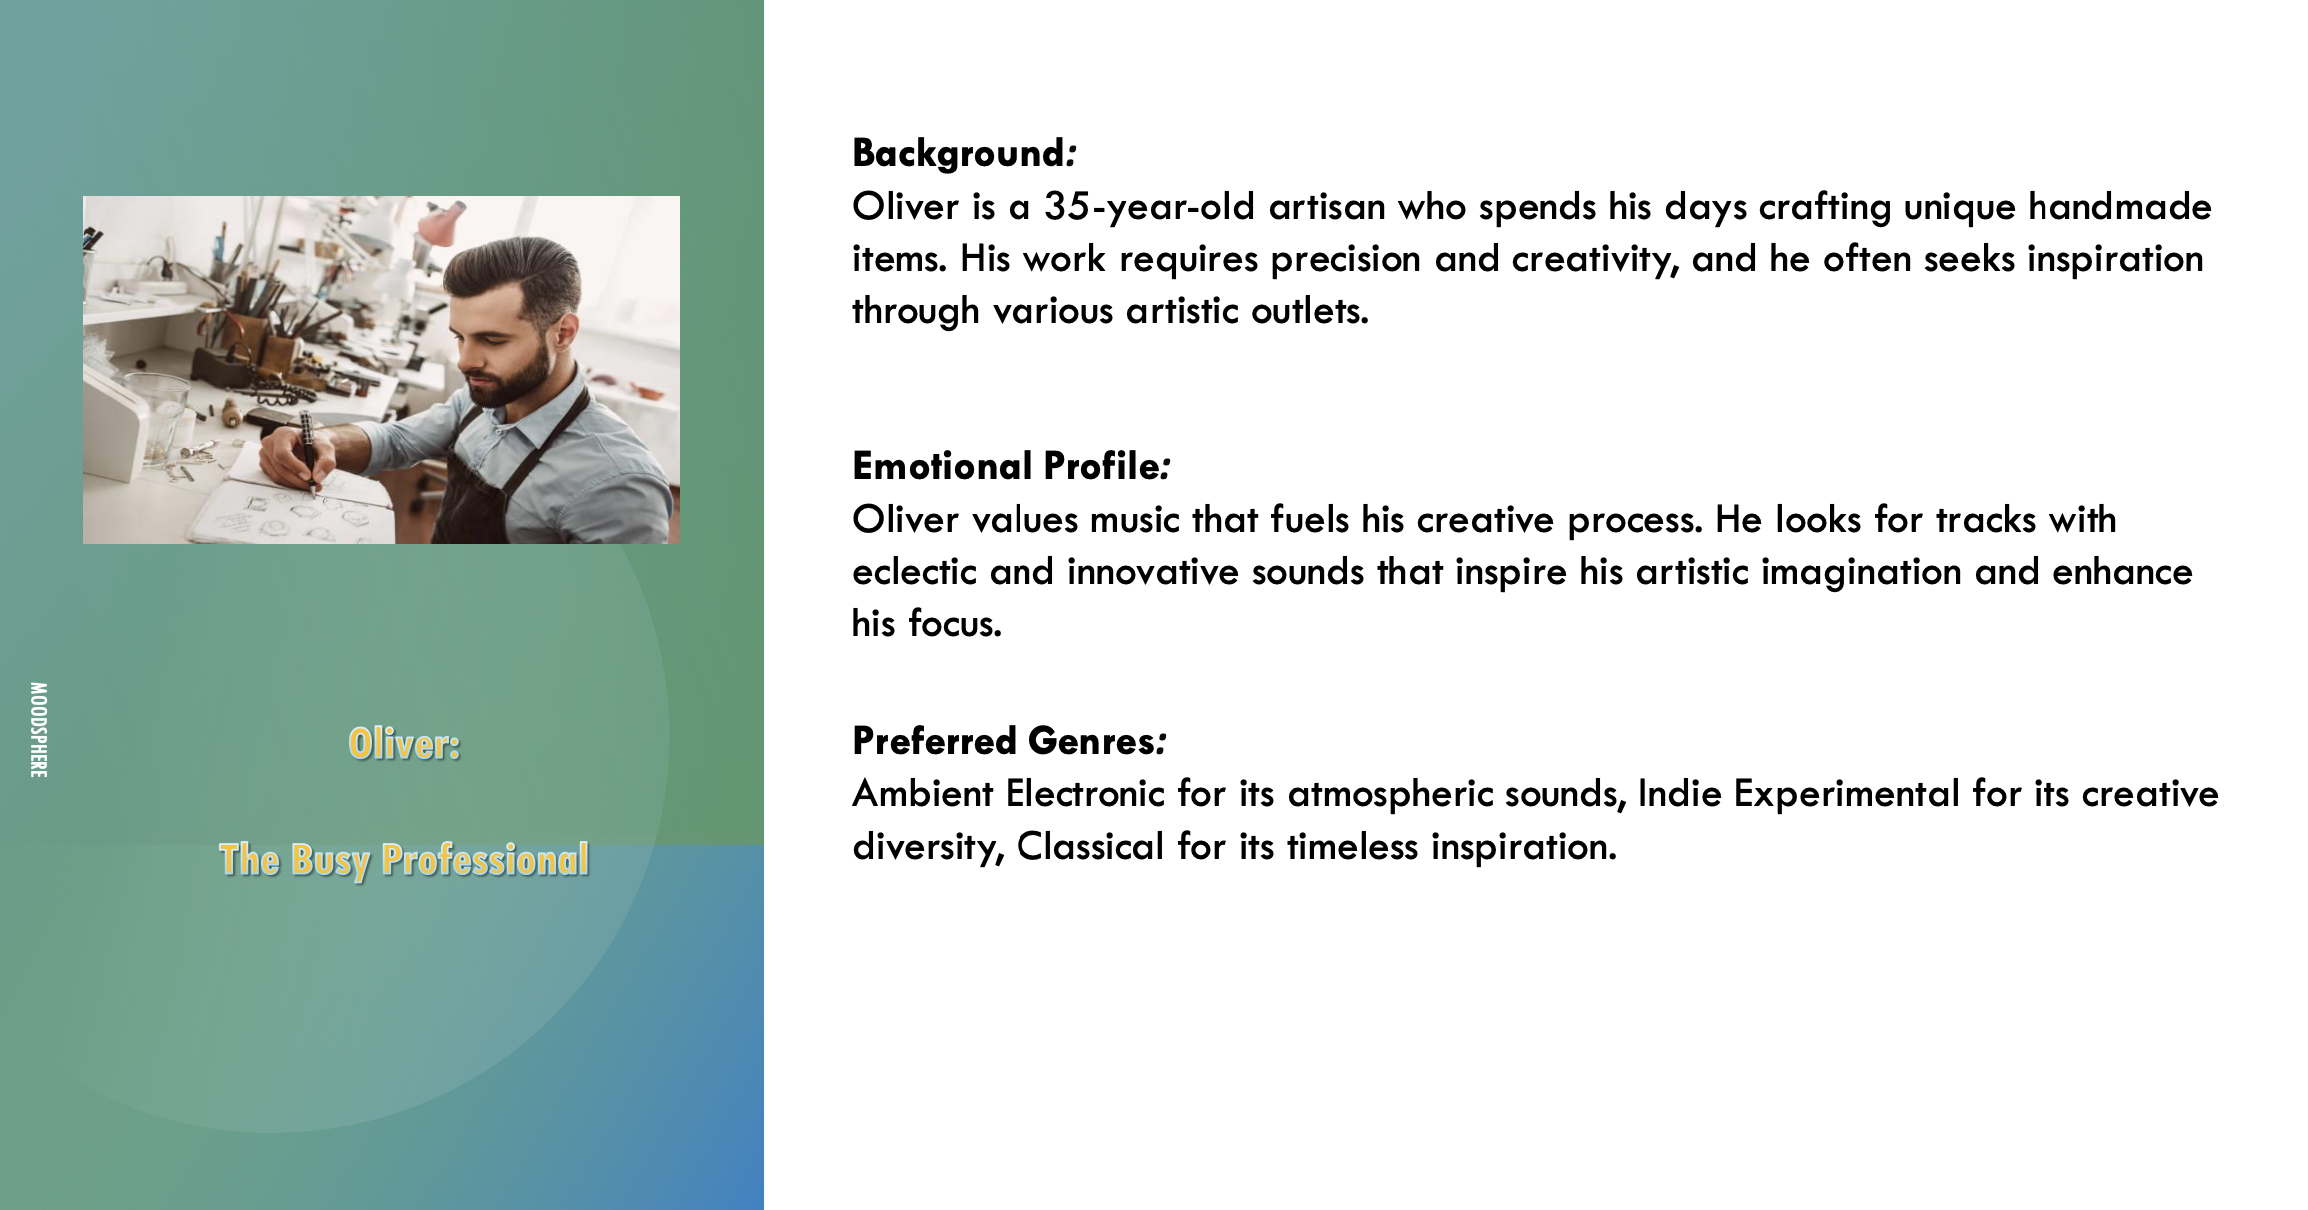 MOODSPHERE
Oliver:
The Busy Professional
Background:
Oliver is a 35-year-old artisan who spends his days crafting unique handmade
items. His work requires precision and creativity, and he often seeks inspiration
through various artistic outlets.
Emotional Profile:
Oliver values music that fuels his creative process. He looks for tracks with
eclectic and innovative sounds that inspire his artistic imagination and enhance
his focus.
Preferred Genres:
Ambient Electronic for its atmospheric sounds, Indie Experimental for its creative
diversity, Classical for its timeless inspiration.